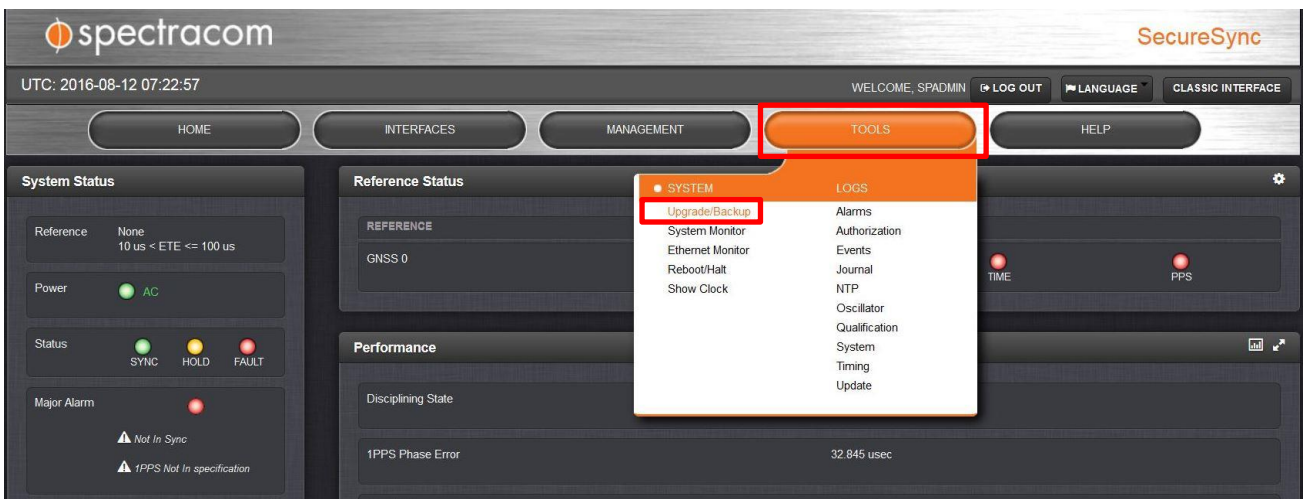 spectracom
SecureSync
UTC: 2016-08-12 07:22:57
WELCOME, SPADMIN
LOG OUT
LANGUAGE
CLASSIC INTERFACE
HOME
INTERFACES
MANAGEMENT
TOOLS
HELP
System Status
Reference
None
10 us < ETE <= 100 us
Power
AC
Status
SYNC
HOLD
FAULT
Major Alarm
Not In Sync
1PPS Not In specification
Reference Status
REFERENCE
GNSS 0
TIME
PPS
SYSTEM
Upgrade/Backup
System Monitor
Ethernet Monitor
Reboot/Halt
Show Clock
LOGS
Alarms
Authorization
Events
Journal
NTP
Oscillator
Qualification
System
Timing
Update
Performance
Disciplining State
1PPS Phase Error
32.845 usec